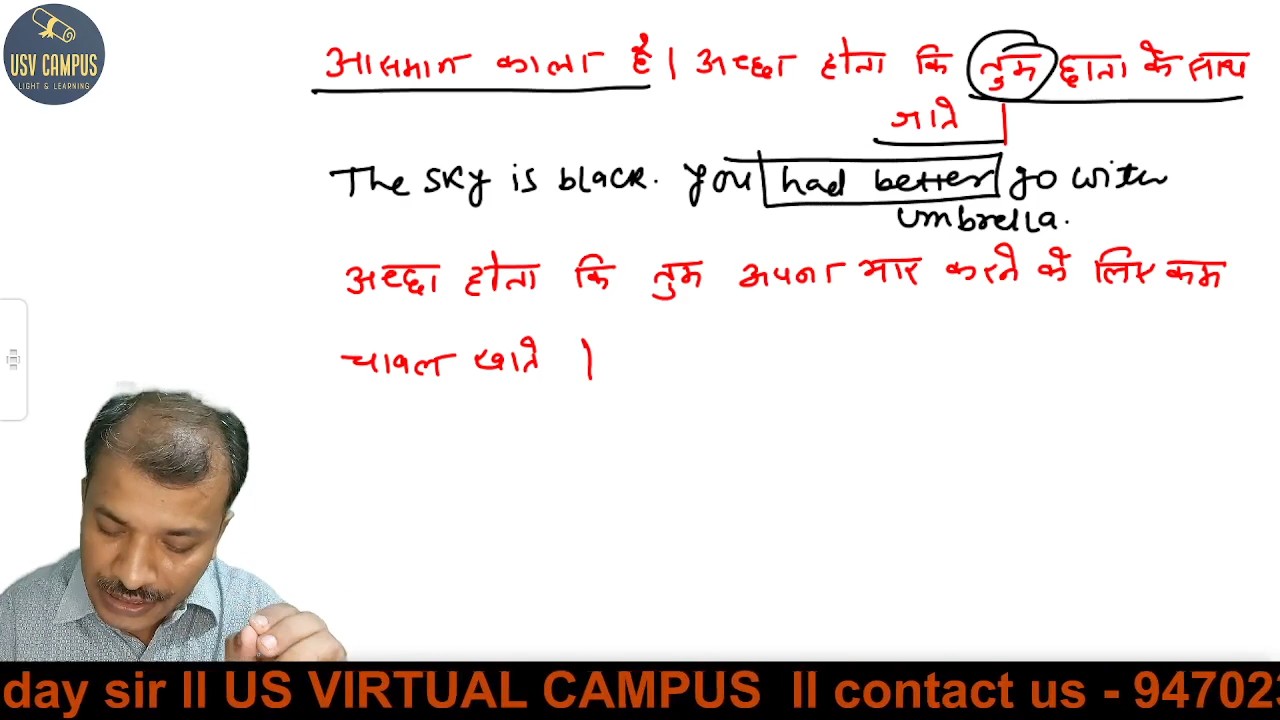 USV CAMPUS
LIGHT & LEARNING
आसमान काला है। अच्छा होता कि तुम छाता के साथ
जाते ।
The sky is black. You had better go with
umbrella.
अच्छा होता कि तुम अपना भार करने के लिए कम
चावल खाते ।
day sir II US VIRTUAL CAMPUS II contact us - 94702